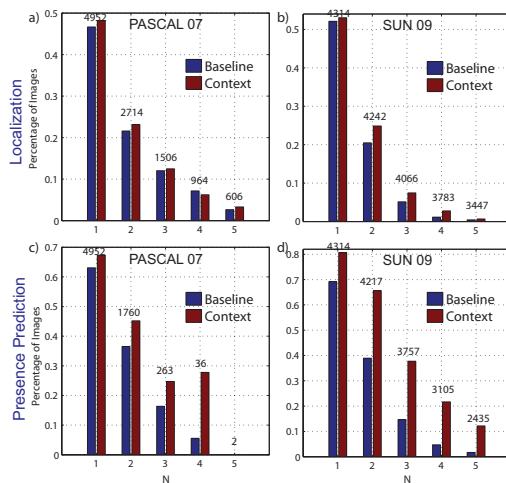 a)
PASCAL 07
Localization
Percentage of Images
0.5
0.4
0.3
0.2
0.1
0
4952
2714
1506
964
606
Baseline
Context
1 2 3 4 5
b)
SUN 09
0.5
0.4
0.3
0.2
0.1
0
4314
4242
4066
3783
3447
Baseline
Context
1 2 3 4 5
c)
PASCAL 07
Presence Prediction
Percentage of Images
0.7
0.6
0.5
0.4
0.3
0.2
0.1
0
4952
1760
263
36
2
Baseline
Context
1 2 3 4 5
N
d)
SUN 09
0.8
0.7
0.6
0.5
0.4
0.3
0.2
0.1
0
4314
4217
3757
3105
2435
Baseline
Context
1 2 3 4 5
N